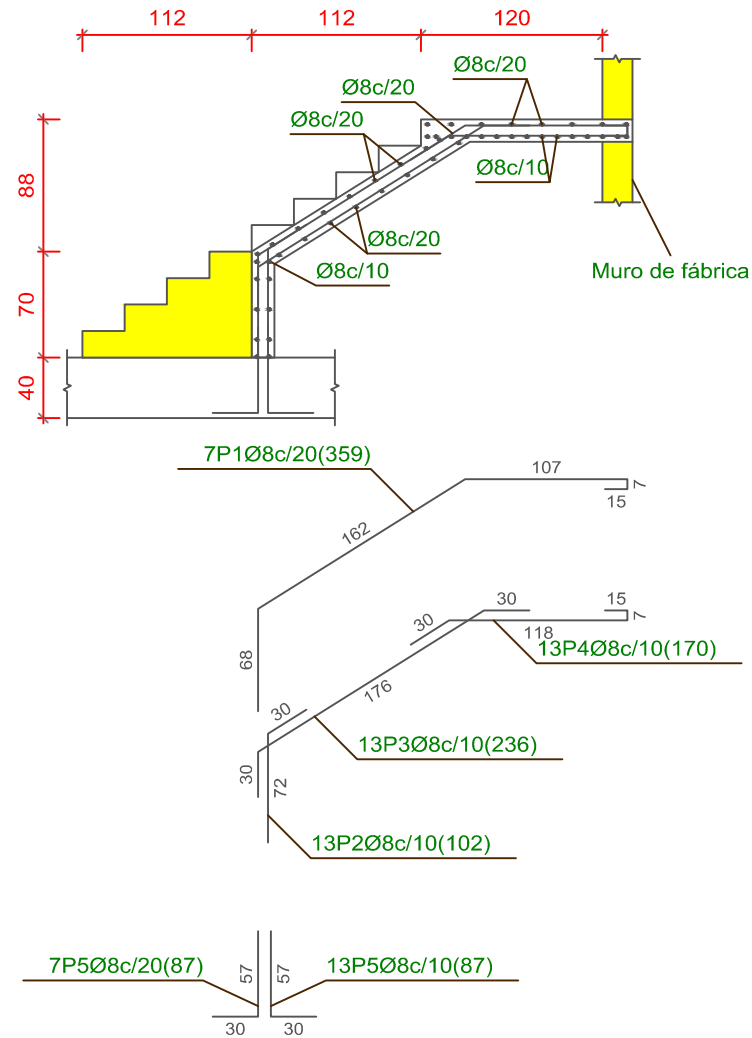 112
112
120
Ø8c/20
Ø8c/20
Ø8c/20
88
Ø8c/10
Ø8c/20
Ø8c/10
Muro de fábrica
70
40
7P1Ø8c/20(359)
107
15
7
162
68
30
15
7
30
118
13P4Ø8c/10(170)
176
30
13P3Ø8c/10(236)
30
72
13P2Ø8c/10(102)
7P5Ø8c/20(87)
57
57
13P5Ø8c/10(87)
30
30